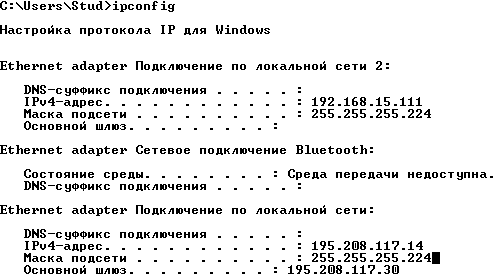 C:\Users\Stud>ipconfig
Настройка протокола IP для Windows
Ethernet adapter Подключение по локальной сети 2:
DNS-суффикс подключения . . . . . :
IPv4-адрес. . . . . . . . . . . . : 192.168.15.111
Маска подсети . . . . . . . . . . : 255.255.255.224
Основной шлюз. . . . . . . . . :
Ethernet adapter Сетевое подключение Bluetooth:
Состояние среды. . . . . . . . : Среда передачи недоступна.
DNS-суффикс подключения . . . . . :
Ethernet adapter Подключение по локальной сети:
DNS-суффикс подключения . . . . . :
IPv4-адрес. . . . . . . . . . . . : 195.208.117.14
Маска подсети . . . . . . . . . . : 255.255.255.224
Основной шлюз. . . . . . . . . : 195.208.117.30